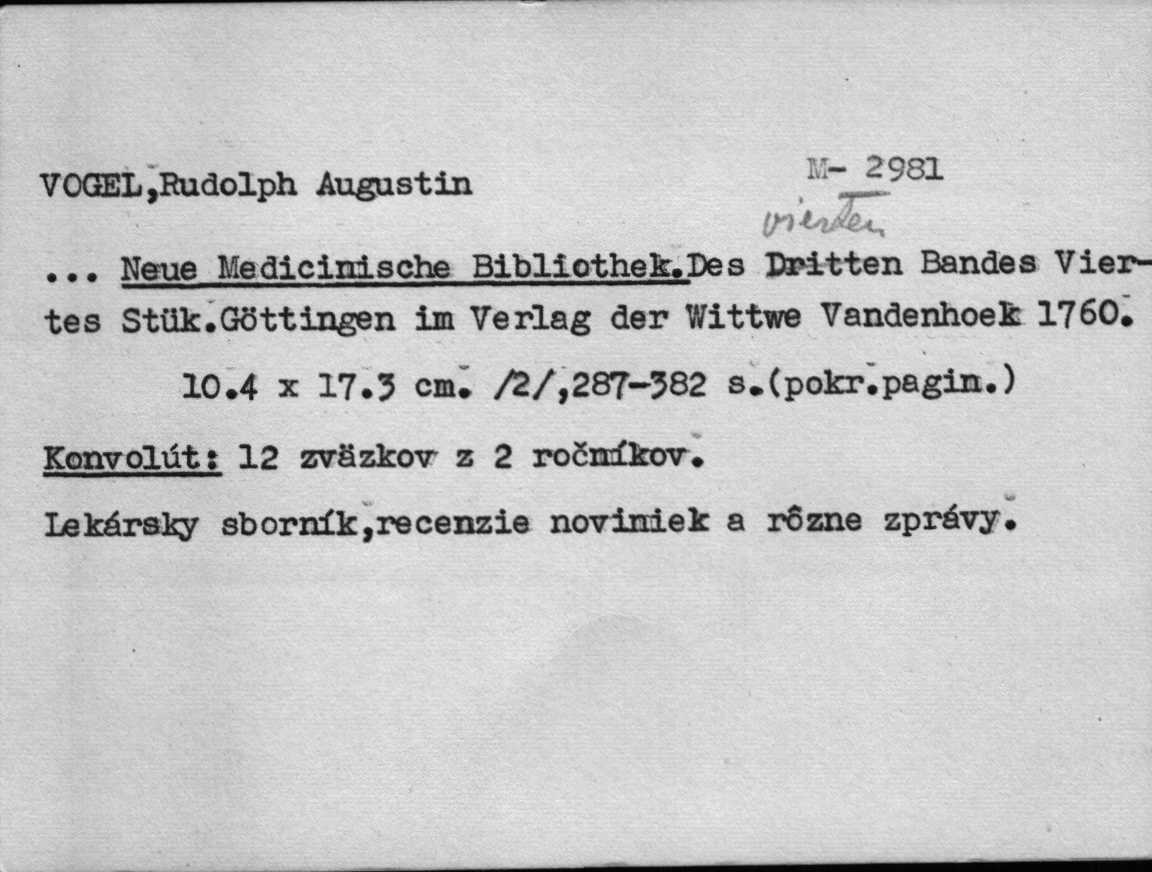 VOGEL,Rudolph Augustin M- 2981
vierten
... Neue Medicinische Bibliothek.Des Dritten Bandes Vier-
tes Stük.Göttingen im Verlag der Wittwe Vandenhoek 1760.
10.4 x 17.3 cm. /2/,287-382 s.(pokr.pagin.)
Konvolút: 12 zväzkov z 2 ročníkov.
Lekársky sborník,recenzie noviniek a rôzne zprávy.